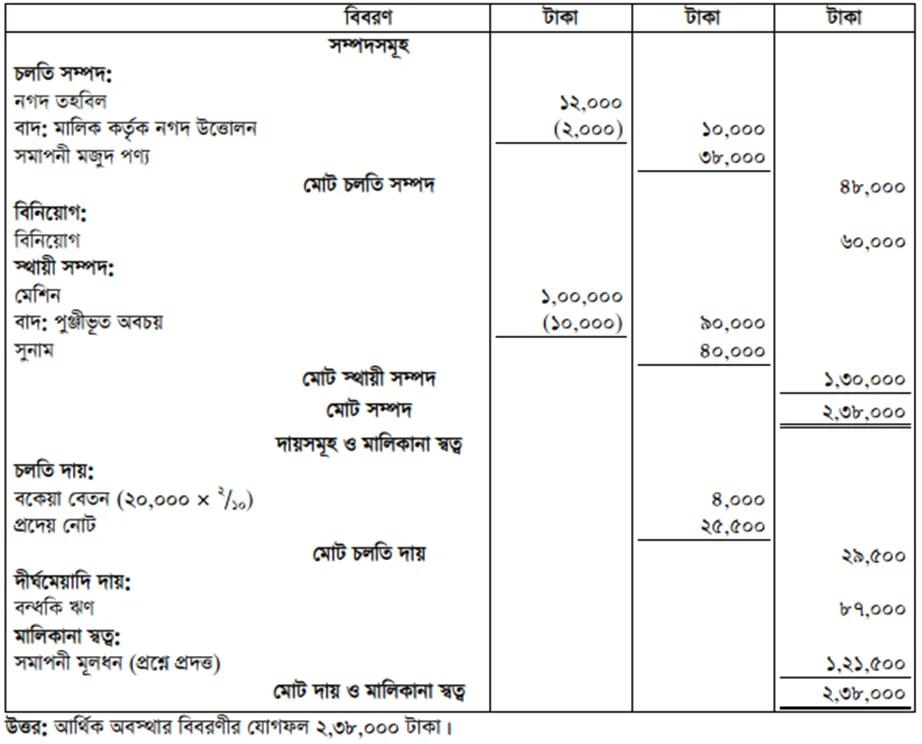 বিবরণ টাকা টাকা টাকা
সম্পদসমূহ
চলতি সম্পদ:
নগদ তহবিল ১২,০০০
বাদ: মালিক কর্তৃক নগদ উত্তোলন (২,০০০) ১০,০০০
সমাপনী মজুদ পণ্য ৩৮,০০০
মোট চলতি সম্পদ ৪৮,০০০
বিনিয়োগ:
বিনিয়োগ ৬০,০০০
স্থায়ী সম্পদ:
মেশিন ১,০০,০০০
বাদ: পুঞ্জীভূত অবচয় (১০,০০০) ৯০,০০০
সুনাম ৪০,০০০
মোট স্থায়ী সম্পদ ১,৩০,০০০
মোট সম্পদ ২,৩৮,০০০
দায়সমূহ ও মালিকানা স্বত্ব
চলতি দায়:
বকেয়া বেতন (২০,০০০ × ২/১০) ৪,০০০
প্রদেয় নোট ২৫,৫০০
মোট চলতি দায় ২৯,৫০০
দীর্ঘমেয়াদি দায়:
বন্ধকি ঋণ ৮৭,০০০
মালিকানা স্বত্ব:
সমাপনী মূলধন (প্রশ্নে প্রদত্ত) ১,২১,৫০০
মোট দায় ও মালিকানা স্বত্ব ২,৩৮,০০০
উত্তর: আর্থিক অবস্থার বিবরণীর যোগফল ২,৩৮,০০০ টাকা।